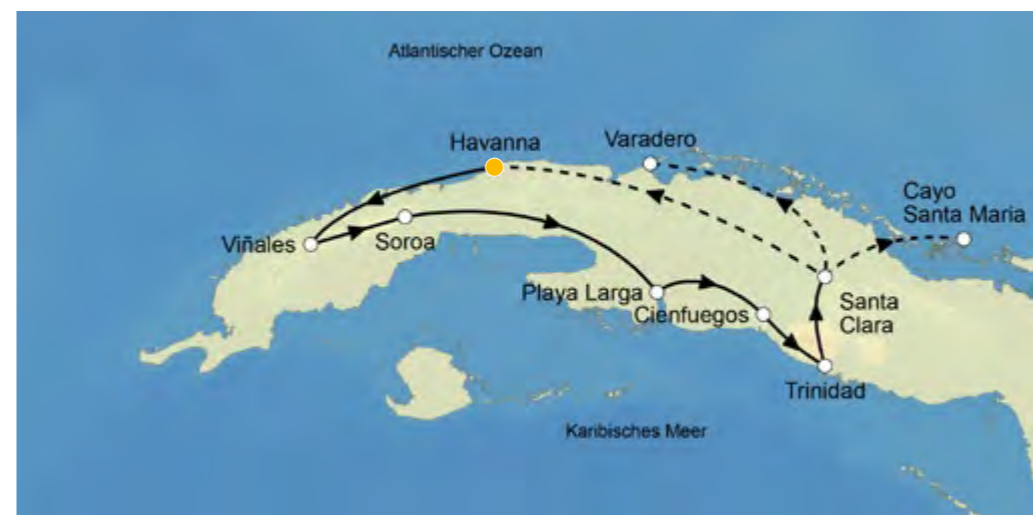 Atlantischer Ozean
Havanna
Varadero
Cayo
Santa Maria
Viñales
Soroa
Playa Larga
Cienfuegos
Santa
Clara
Trinidad
Karibisches Meer